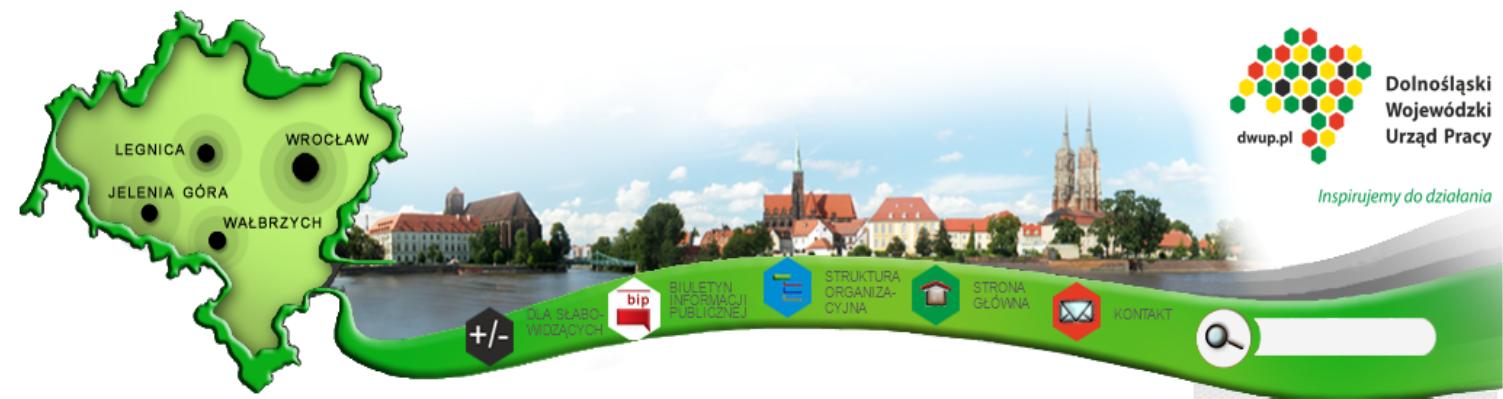 LEGNICA
WROCŁAW
JELENIA GÓRA
WAŁBRZYCH
dwup.pl
Dolnośląski
Wojewódzki
Urząd Pracy
Inspirujemy do działania
+/-
DLA SŁABO-
WIDZĄCYCH
bip
BIULETYN
INFORMACJI
PUBLICZNEJ
STRUKTURA
ORGANIZA-
CYJNA
STRONA
GŁÓWNA
KONTAKT